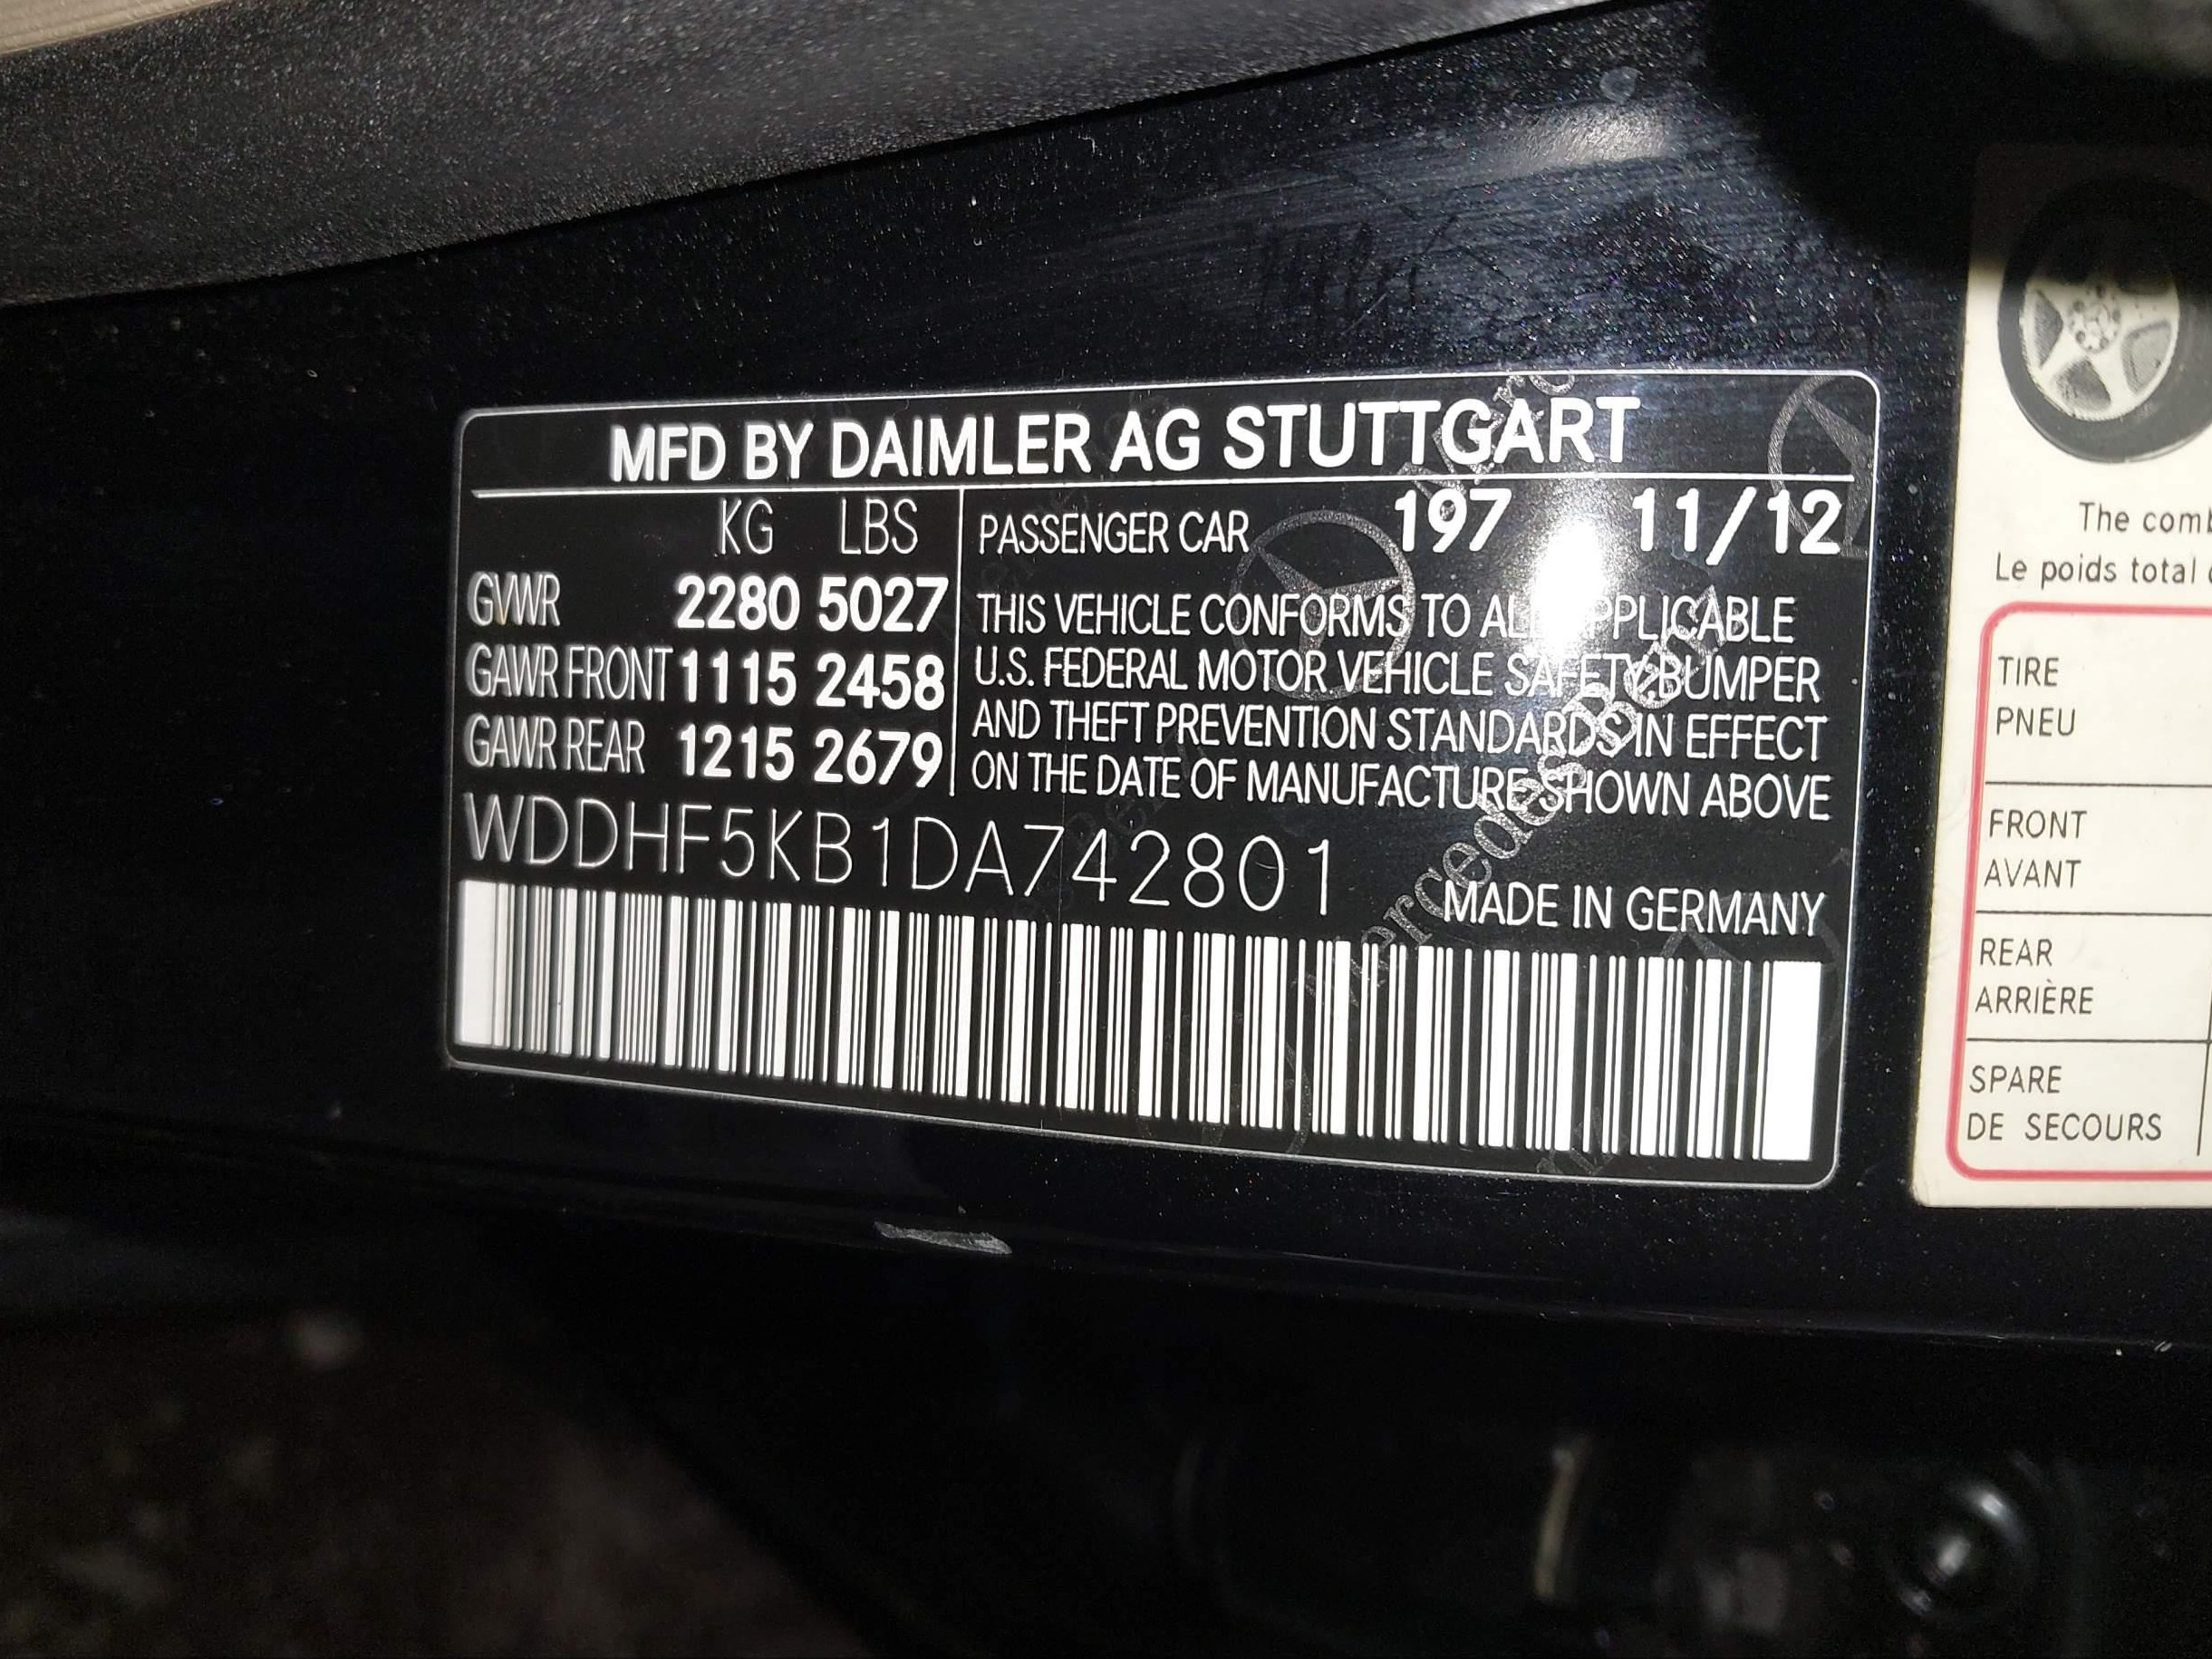 MFD BY DAIMLER AG STUTTGART
KG LBS
GVWR 2280 5027
GAWR FRONT 1115 2458
GAWR REAR 1215 2679
PASSENGER CAR 197 11/12
THIS VEHICLE CONFORMS TO ALL APPLICABLE
U.S. FEDERAL MOTOR VEHICLE SAFETY,BUMPER
AND THEFT PREVENTION STANDARDS IN EFFECT
ON THE DATE OF MANUFACTURE SHOWN ABOVE
WDDHF5KB1DA742801
MADE IN GERMANY
Mercedes-Benz
The
Le poids total
TIRE
PNEU
FRONT
AVANT
REAR
ARRIÈRE
SPARE
DE SECOURS